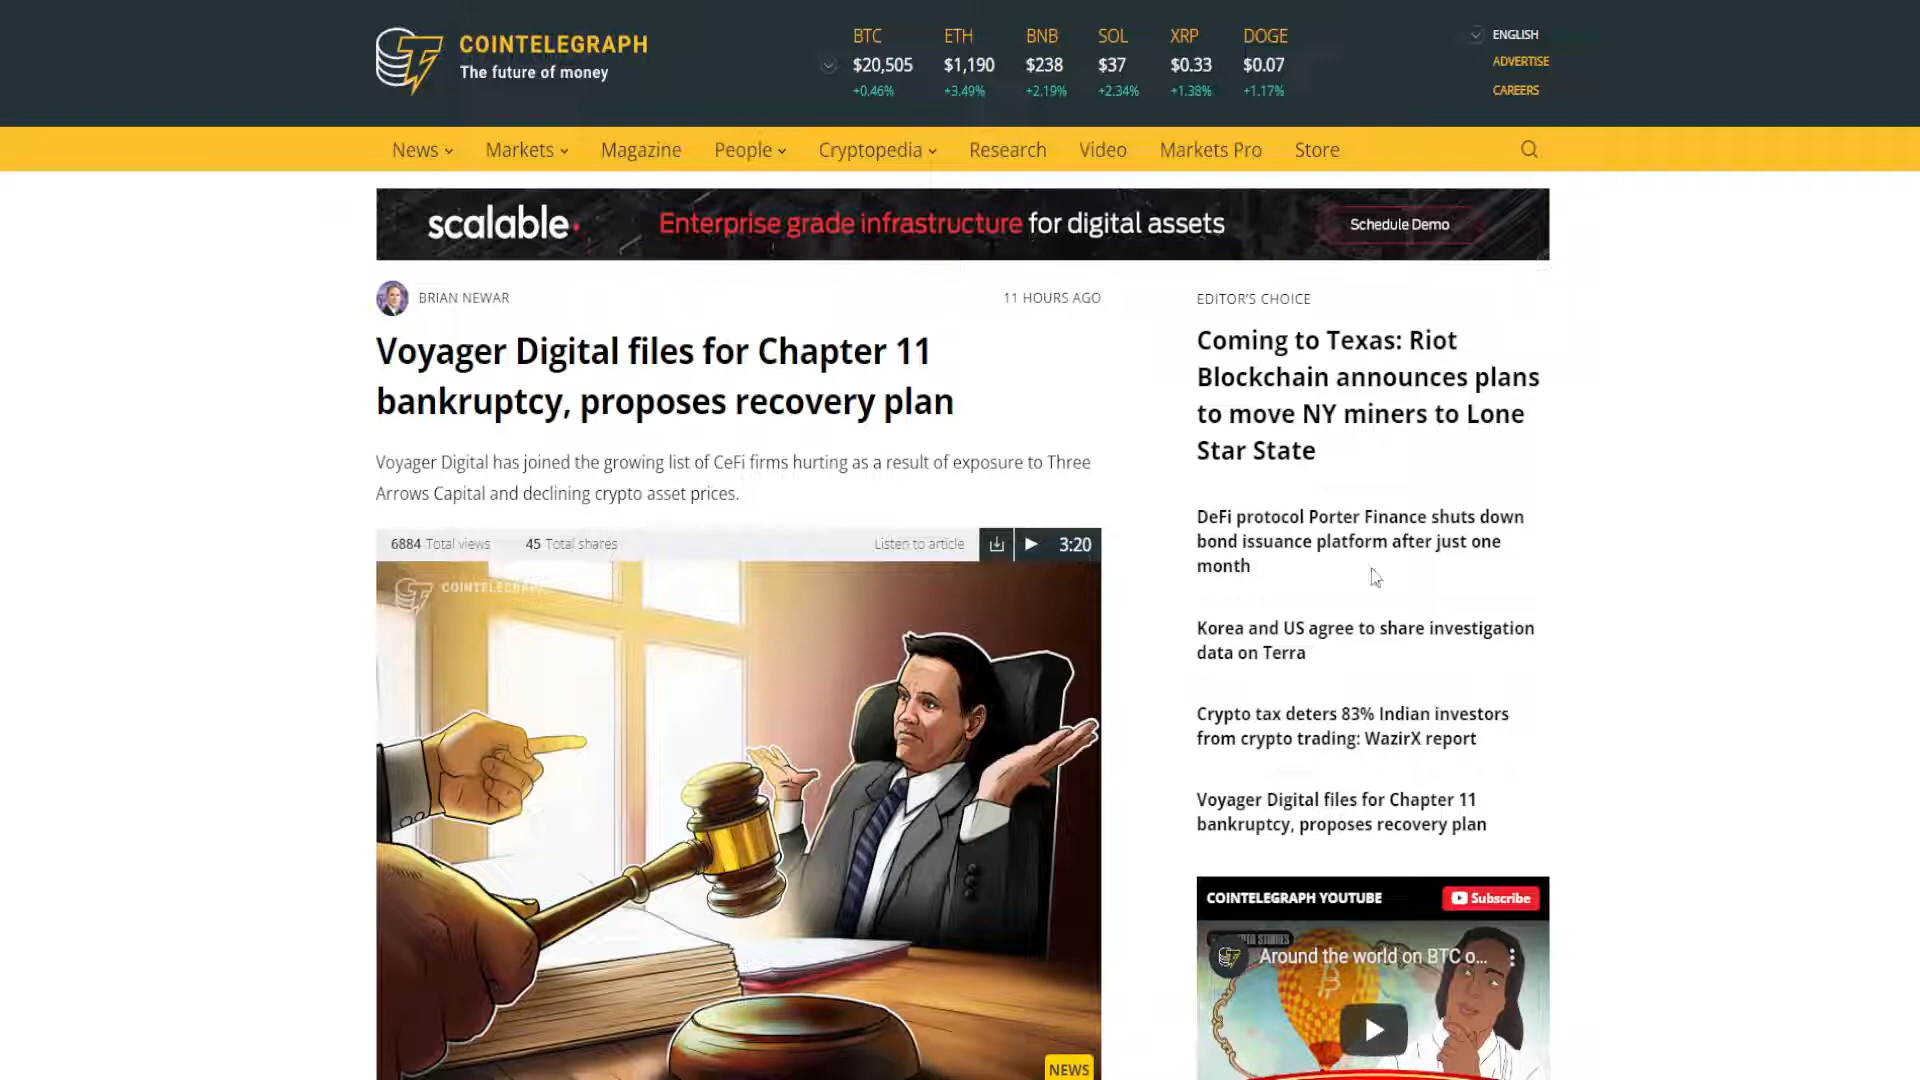 COINTELEGRAPH
The future of money
BTC ETH BNB SOL XRP DOGE
$20,505 $1,190 $238 $37 $0.33 $0.07
+0.46% +3.49% +2.19% +2.34% +1.38% +1.17%
ENGLISH
ADVERTISE
CAREERS
News Markets Magazine People Cryptopedia Research Video Markets Pro Store
scalable. Enterprise grade infrastructure for digital assets Schedule Demo
BRIAN NEWAR 11 HOURS AGO
Voyager Digital files for Chapter 11
bankruptcy, proposes recovery plan
Voyager Digital has joined the growing list of CeFi firms hurting as a result of exposure to Three
Arrows Capital and declining crypto asset prices.
6884 Total views 45 Total shares Listen to article 3:20
COINTELEGRAPH
NEWS
EDITOR'S CHOICE
Coming to Texas: Riot
Blockchain announces plans
to move NY miners to Lone
Star State
DeFi protocol Porter Finance shuts down
bond issuance platform after just one
month
Korea and US agree to share investigation
data on Terra
Crypto tax deters 83% Indian investors
from crypto trading: WazirX report
Voyager Digital files for Chapter 11
bankruptcy, proposes recovery plan
COINTELEGRAPH YOUTUBE Subscribe
Around the world on BTC o...